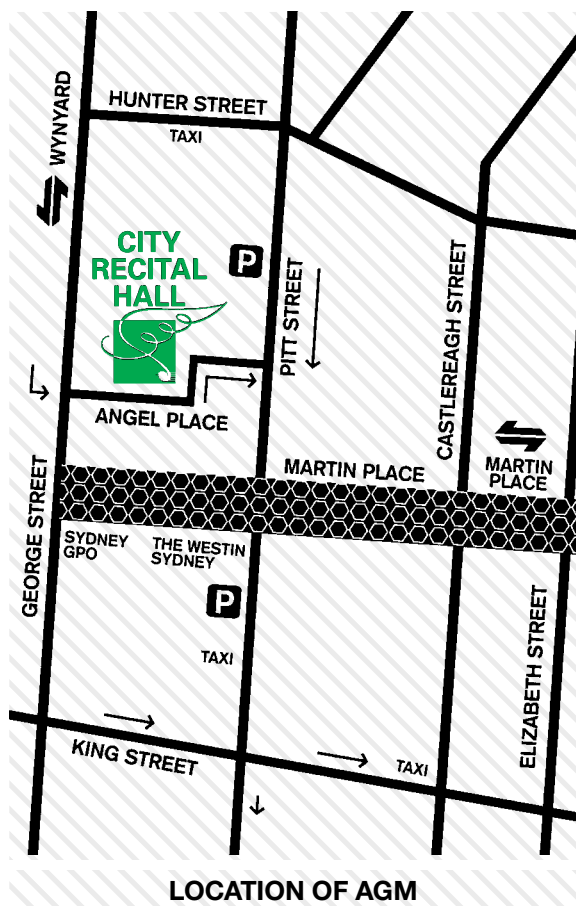 WYNYARD
HUNTER STREET
TAXI
CITY
RECITAL
HALL
P
PITT STREET
CASTLEREAGH STREET
ANGEL PLACE
MARTIN PLACE
MARTIN
PLACE
GEORGE STREET
SYDNEY
GPO
THE WESTIN
SYDNEY
P
TAXI
ELIZABETH STREET
KING STREET
TAXI
LOCATION OF AGM